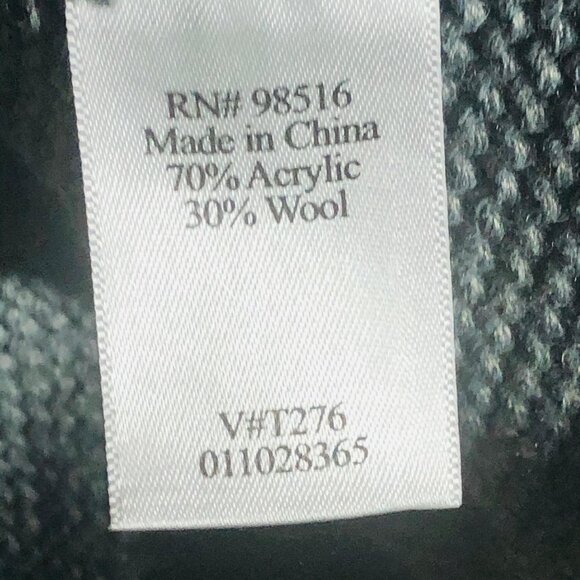 RN# 98516
Made in China
70% Acrylic
30% Wool
V#T276
011028365